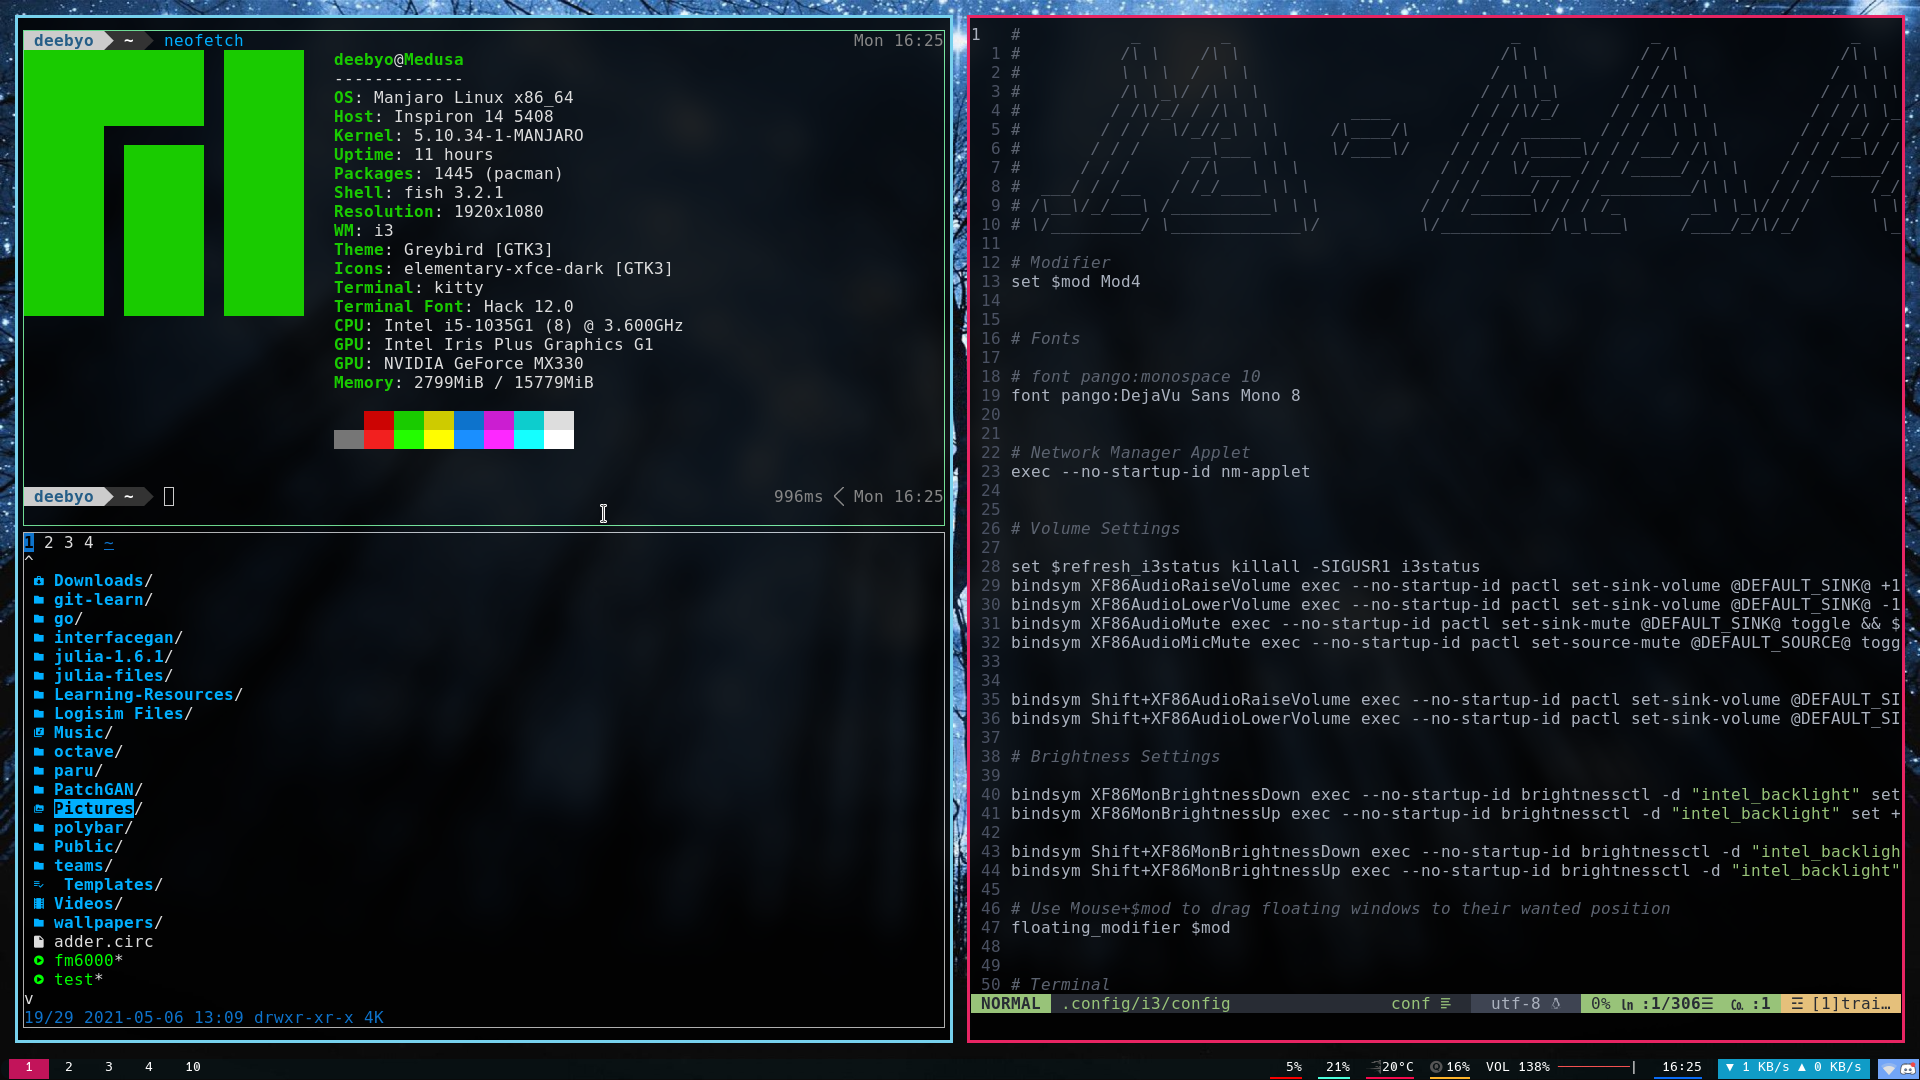 deebyo ~ neofetch Mon 16:25
deebyo@Medusa
-------------
OS: Manjaro Linux x86_64
Host: Inspiron 14 5408
Kernel: 5.10.34-1-MANJARO
Uptime: 11 hours
Packages: 1445 (pacman)
Shell: fish 3.2.1
Resolution: 1920x1080
WM: i3
Theme: Greybird [GTK3]
Icons: elementary-xfce-dark [GTK3]
Terminal: kitty
Terminal Font: Hack 12.0
CPU: Intel i5-1035G1 (8) @ 3.600GHz
GPU: Intel Iris Plus Graphics G1
GPU: NVIDIA GeForce MX330
Memory: 2799MiB / 15779MiB
deebyo ~ 996ms Mon 16:25
1 2 3 4 ~
^
Downloads/
git-learn/
go/
interfacegan/
julia-1.6.1/
julia-files/
Learning-Resources/
Logisim Files/
Music/
octave/
paru/
PatchGAN/
Pictures/
polybar/
Public/
teams/
Templates/
Videos/
wallpapers/
adder.circ
fm6000*
test*
v
19/29 2021-05-06 13:09 drwxr-xr-x 4K
1 #
1 #
2 #
3 #
4 #
5 #
6 #
7 #
8 #
9 #
10 #
11
12 # Modifier
13 set $mod Mod4
14
15
16 # Fonts
17
18 # font pango:monospace 10
19 font pango:DejaVu Sans Mono 8
20
21
22 # Network Manager Applet
23 exec --no-startup-id nm-applet
24
25
26 # Volume Settings
27
28 set $refresh_i3status killall -SIGUSR1 i3status
29 bindsym XF86AudioRaiseVolume exec --no-startup-id pactl set-sink-volume @DEFAULT_SINK@ +1
30 bindsym XF86AudioLowerVolume exec --no-startup-id pactl set-sink-volume @DEFAULT_SINK@ -1
31 bindsym XF86AudioMute exec --no-startup-id pactl set-sink-mute @DEFAULT_SINK@ toggle && $
32 bindsym XF86AudioMicMute exec --no-startup-id pactl set-source-mute @DEFAULT_SOURCE@ togg
33
34
35 bindsym Shift+XF86AudioRaiseVolume exec --no-startup-id pactl set-sink-volume @DEFAULT_SI
36 bindsym Shift+XF86AudioLowerVolume exec --no-startup-id pactl set-sink-volume @DEFAULT_SI
37
38 # Brightness Settings
39
40 bindsym XF86MonBrightnessDown exec --no-startup-id brightnessctl -d "intel_backlight" set
41 bindsym XF86MonBrightnessUp exec --no-startup-id brightnessctl -d "intel_backlight" set +
42
43 bindsym Shift+XF86MonBrightnessDown exec --no-startup-id brightnessctl -d "intel_backligh
44 bindsym Shift+XF86MonBrightnessUp exec --no-startup-id brightnessctl -d "intel_backlight"
45
46 # Use Mouse+$mod to drag floating windows to their wanted position
47 floating_modifier $mod
48
49
50 # Terminal
NORMAL .config/i3/config conf utf-8 0% ln :1/306☰ ㏇ :1 ☲ [1]trai…
1 2 3 4 10 5% 21% 20°C 16% VOL 138% 16:25 ▼ 1 KB/s ▲ 0 KB/s